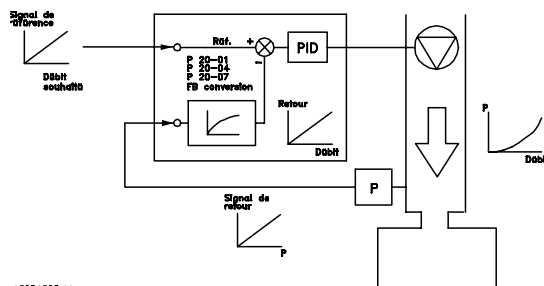 Signal de
référence
Débit
souhaité
Réf.
+
-
PID
P 20-01
P 20-04
P 20-07
FB conversion
Retour
Débit
P
Débit
P
Signal de
retour
P